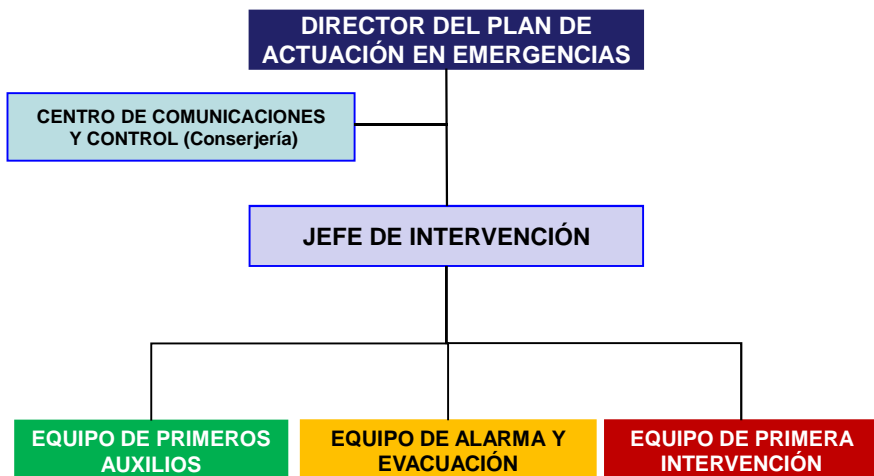 DIRECTOR DEL PLAN DE
ACTUACIÓN EN EMERGENCIAS
CENTRO DE COMUNICACIONES
Y CONTROL (Conserjería)
JEFE DE INTERVENCIÓN
EQUIPO DE PRIMEROS
AUXILIOS
EQUIPO DE ALARMA Y
EVACUACIÓN
EQUIPO DE PRIMERA
INTERVENCIÓN